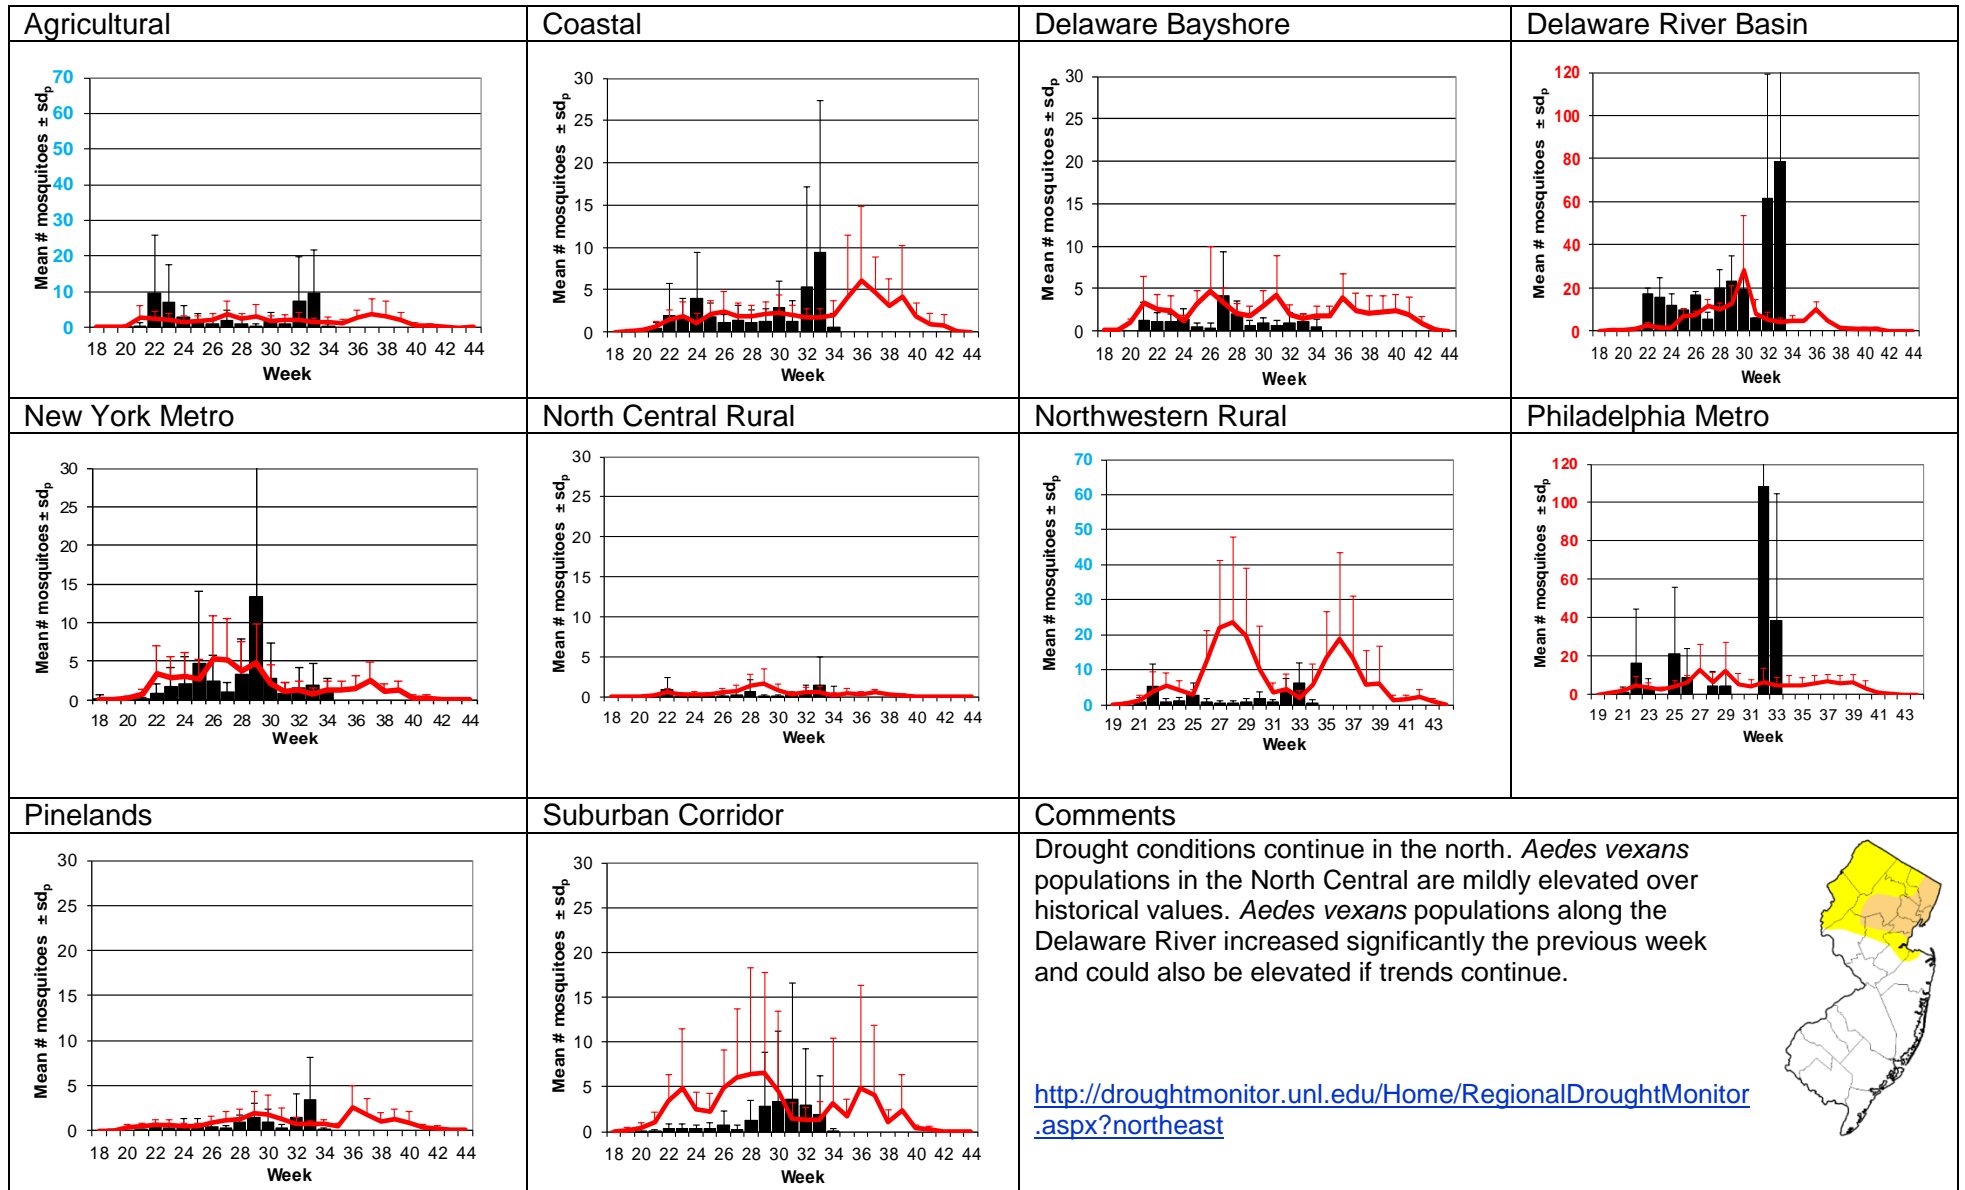 Agricultural
Mean # mosquitoes ± sdp
70
60
50
40
30
20
10
0
18 20 22 24 26 28 30 32 34 36 38 40 42 44
Week
Coastal
Mean # mosquitoes ± sdp
30
25
20
15
10
5
0
18 20 22 24 26 28 30 32 34 36 38 40 42 44
Week
Delaware Bayshore
Mean # mosquitoes ± sdp
30
25
20
15
10
5
0
18 20 22 24 26 28 30 32 34 36 38 40 42 44
Week
Delaware River Basin
Mean # mosquitoes ± sdp
120
100
80
60
40
20
0
18 20 22 24 26 28 30 32 34 36 38 40 42 44
Week
New York Metro
Mean # mosquitoes ± sdp
30
25
20
15
10
5
0
18 20 22 24 26 28 30 32 34 36 38 40 42 44
Week
North Central Rural
Mean # mosquitoes ± sdp
30
25
20
15
10
5
0
18 20 22 24 26 28 30 32 34 36 38 40 42 44
Week
Northwestern Rural
Mean # mosquitoes ± sdp
70
60
50
40
30
20
10
0
19 21 23 25 27 29 31 33 35 37 39 41 43
Week
Philadelphia Metro
Mean # mosquitoes ± sdp
120
100
80
60
40
20
0
19 21 23 25 27 29 31 33 35 37 39 41 43
Week
Pinelands
Mean # mosquitoes ± sdp
30
25
20
15
10
5
0
18 20 22 24 26 28 30 32 34 36 38 40 42 44
Week
Suburban Corridor
Mean # mosquitoes ± sdp
30
25
20
15
10
5
0
18 20 22 24 26 28 30 32 34 36 38 40 42 44
Week
Comments
Drought conditions continue in the north. Aedes vexans
populations in the North Central are mildly elevated over
historical values. Aedes vexans populations along the
Delaware River increased significantly the previous week
and could also be elevated if trends continue.
http://droughtmonitor.unl.edu/Home/RegionalDroughtMonitor
.aspx?northeast